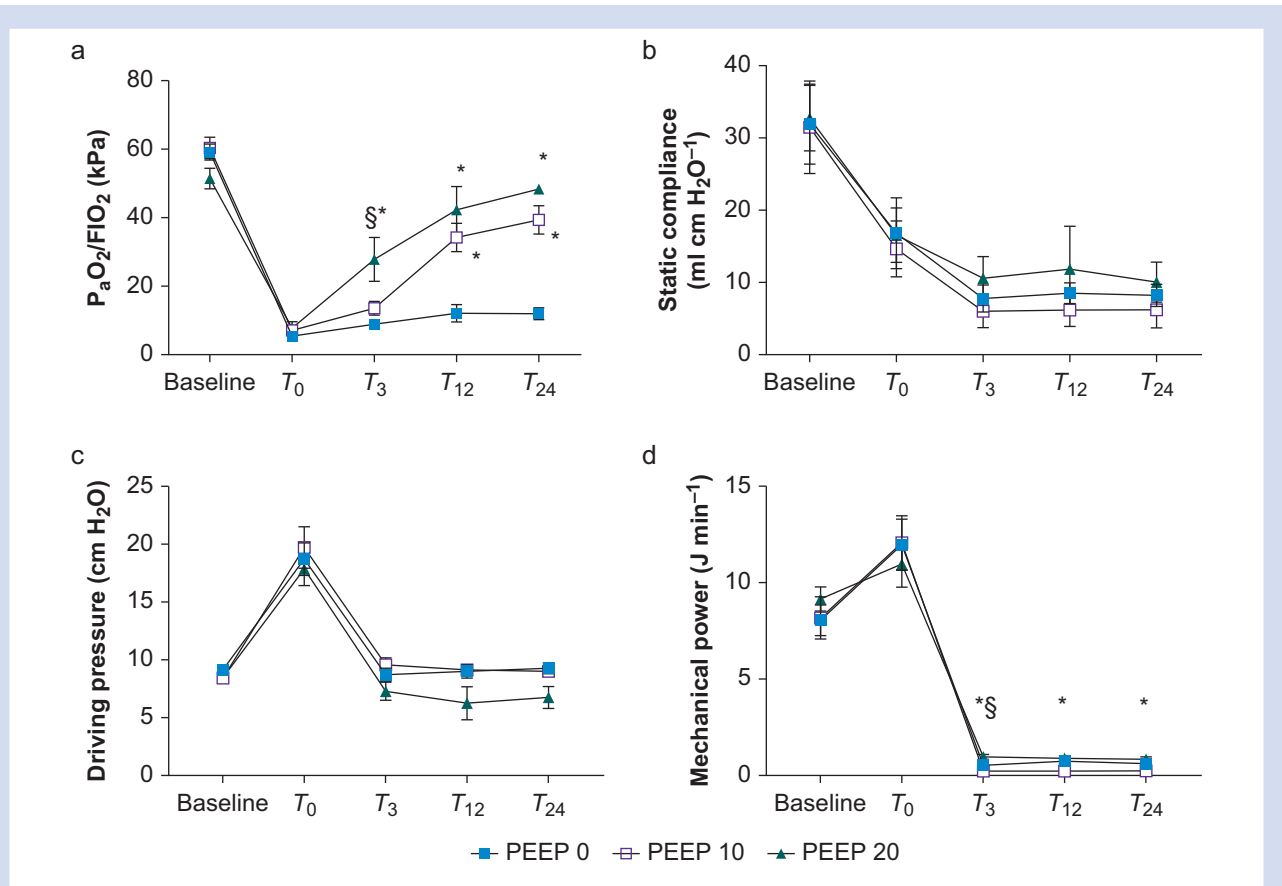 a
PₐO₂/FIO₂ (kPa)
80
60
40
20
0
§*
*
*
*
*
Baseline T₀ T₃ T₁₂ T₂₄
b
Static compliance
(ml cm H₂O⁻¹)
40
30
20
10
0
Baseline T₀ T₃ T₁₂ T₂₄
c
Driving pressure (cm H₂O)
25
20
15
10
5
0
Baseline T₀ T₃ T₁₂ T₂₄
d
Mechanical power (J min⁻¹)
15
10
5
0
*§ * *
Baseline T₀ T₃ T₁₂ T₂₄
PEEP 0 PEEP 10 PEEP 20